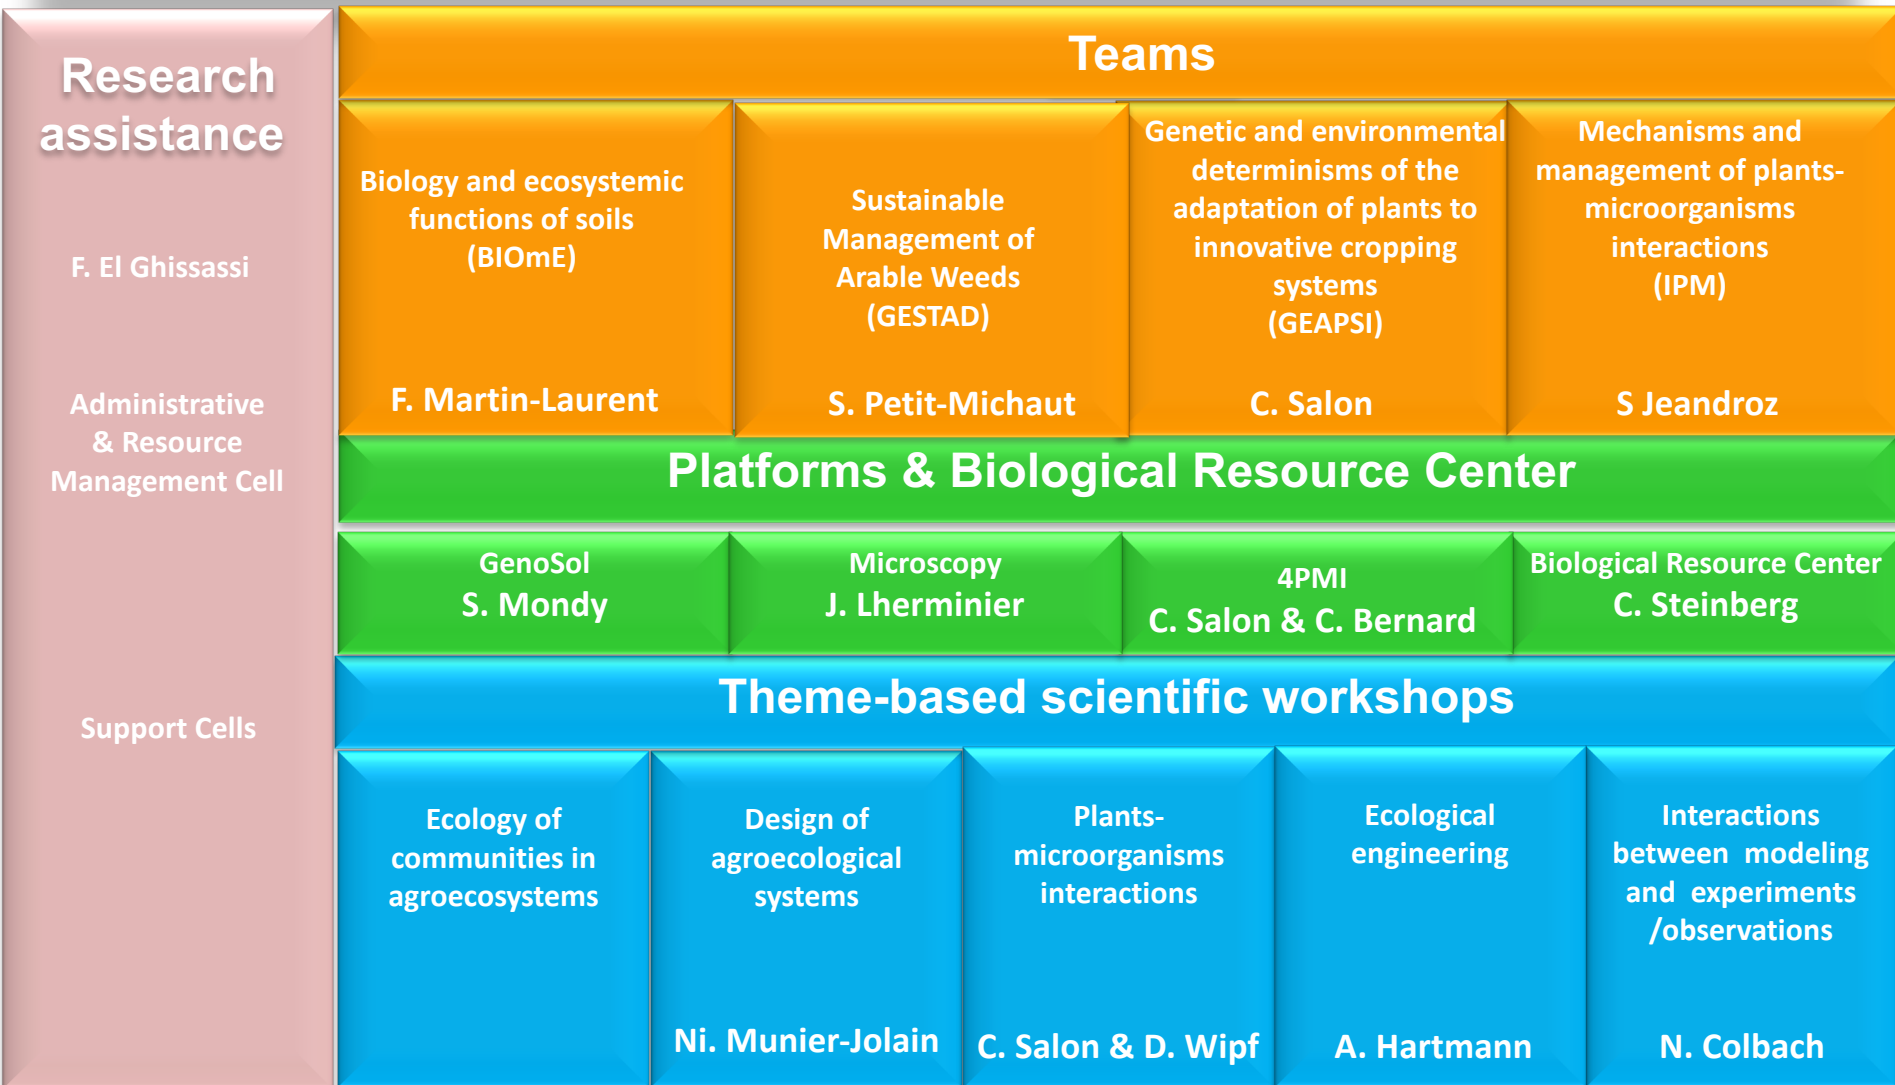 Research
assistance
F. El Ghissassi
Administrative
& Resource
Management Cell
Support Cells
Teams
Biology and ecosystemic
functions of soils
(BIOmE)
F. Martin-Laurent
Sustainable
Management of
Arable Weeds
(GESTAD)
S. Petit-Michaut
Genetic and environmental
determinisms of the
adaptation of plants to
innovative cropping
systems
(GEAPSI)
C. Salon
Mechanisms and
management of plants-
microorganisms
interactions
(IPM)
S Jeandroz
Platforms & Biological Resource Center
GenoSol
S. Mondy
Microscopy
J. Lherminier
4PMI
C. Salon & C. Bernard
Biological Resource Center
C. Steinberg
Theme-based scientific workshops
Ecology of
communities in
agroecosystems
Design of
agroecological
systems
Ni. Munier-Jolain
Plants-
microorganisms
interactions
C. Salon & D. Wipf
Ecological
engineering
A. Hartmann
Interactions
between modeling
and experiments
/observations
N. Colbach